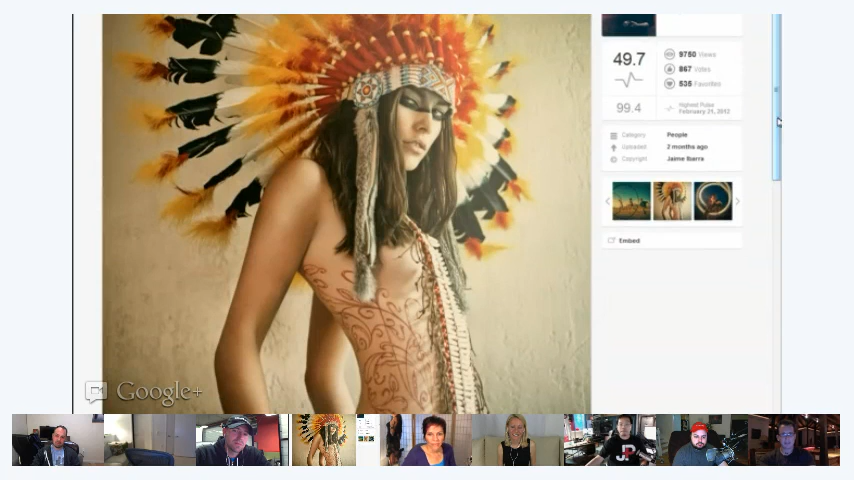 49.7
9750 Views
867 Votes
535 Favorites
99.4
Highest Pulse
February 21, 2012
Category People
Uploaded 2 months ago
Copyright Jaime Ibarra
Embed
Google+